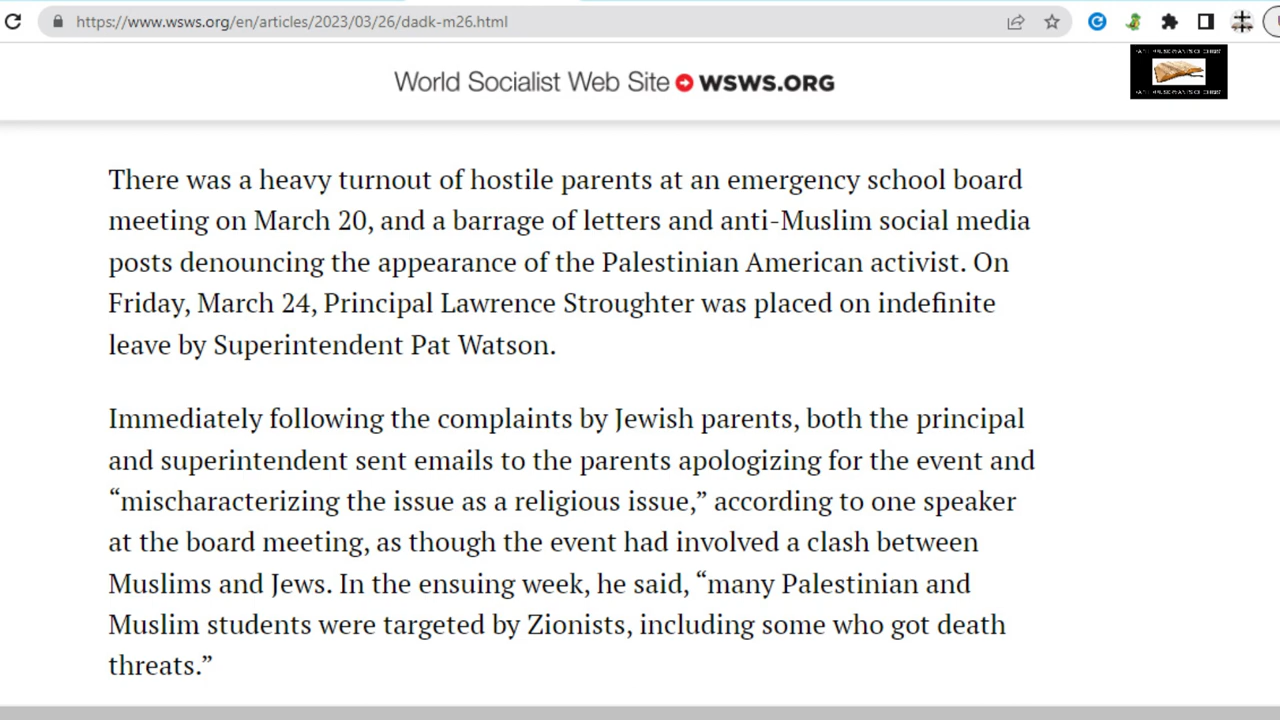 https://www.wsws.org/en/articles/2023/03/26/dadk-m26.html
World Socialist Web Site WSWS.ORG
There was a heavy turnout of hostile parents at an emergency school board
meeting on March 20, and a barrage of letters and anti-Muslim social media
posts denouncing the appearance of the Palestinian American activist. On
Friday, March 24, Principal Lawrence Stroughter was placed on indefinite
leave by Superintendent Pat Watson.
Immediately following the complaints by Jewish parents, both the principal
and superintendent sent emails to the parents apologizing for the event and
“mischaracterizing the issue as a religious issue,” according to one speaker
at the board meeting, as though the event had involved a clash between
Muslims and Jews. In the ensuing week, he said, “many Palestinian and
Muslim students were targeted by Zionists, including some who got death
threats.”